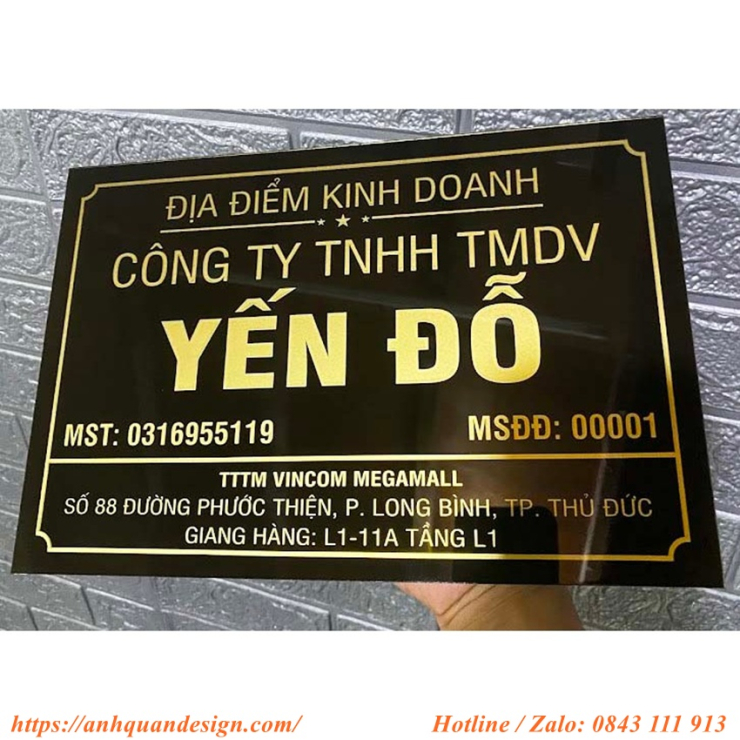 ĐỊA ĐIỂM KINH DOANH
CÔNG TY TNHH TMDV
YẾN ĐỖ
MST: 0316955119 MSĐĐ: 00001
TTTM VINCOM MEGAMALL
SỐ 88 ĐƯỜNG PHƯỚC THIỆN, P. LONG BÌNH, TP. THỦ ĐỨC
GIANG HÀNG: L1-11A TẦNG L1
https://anhquandesign.com/ Hotline / Zalo: 0843 111 913